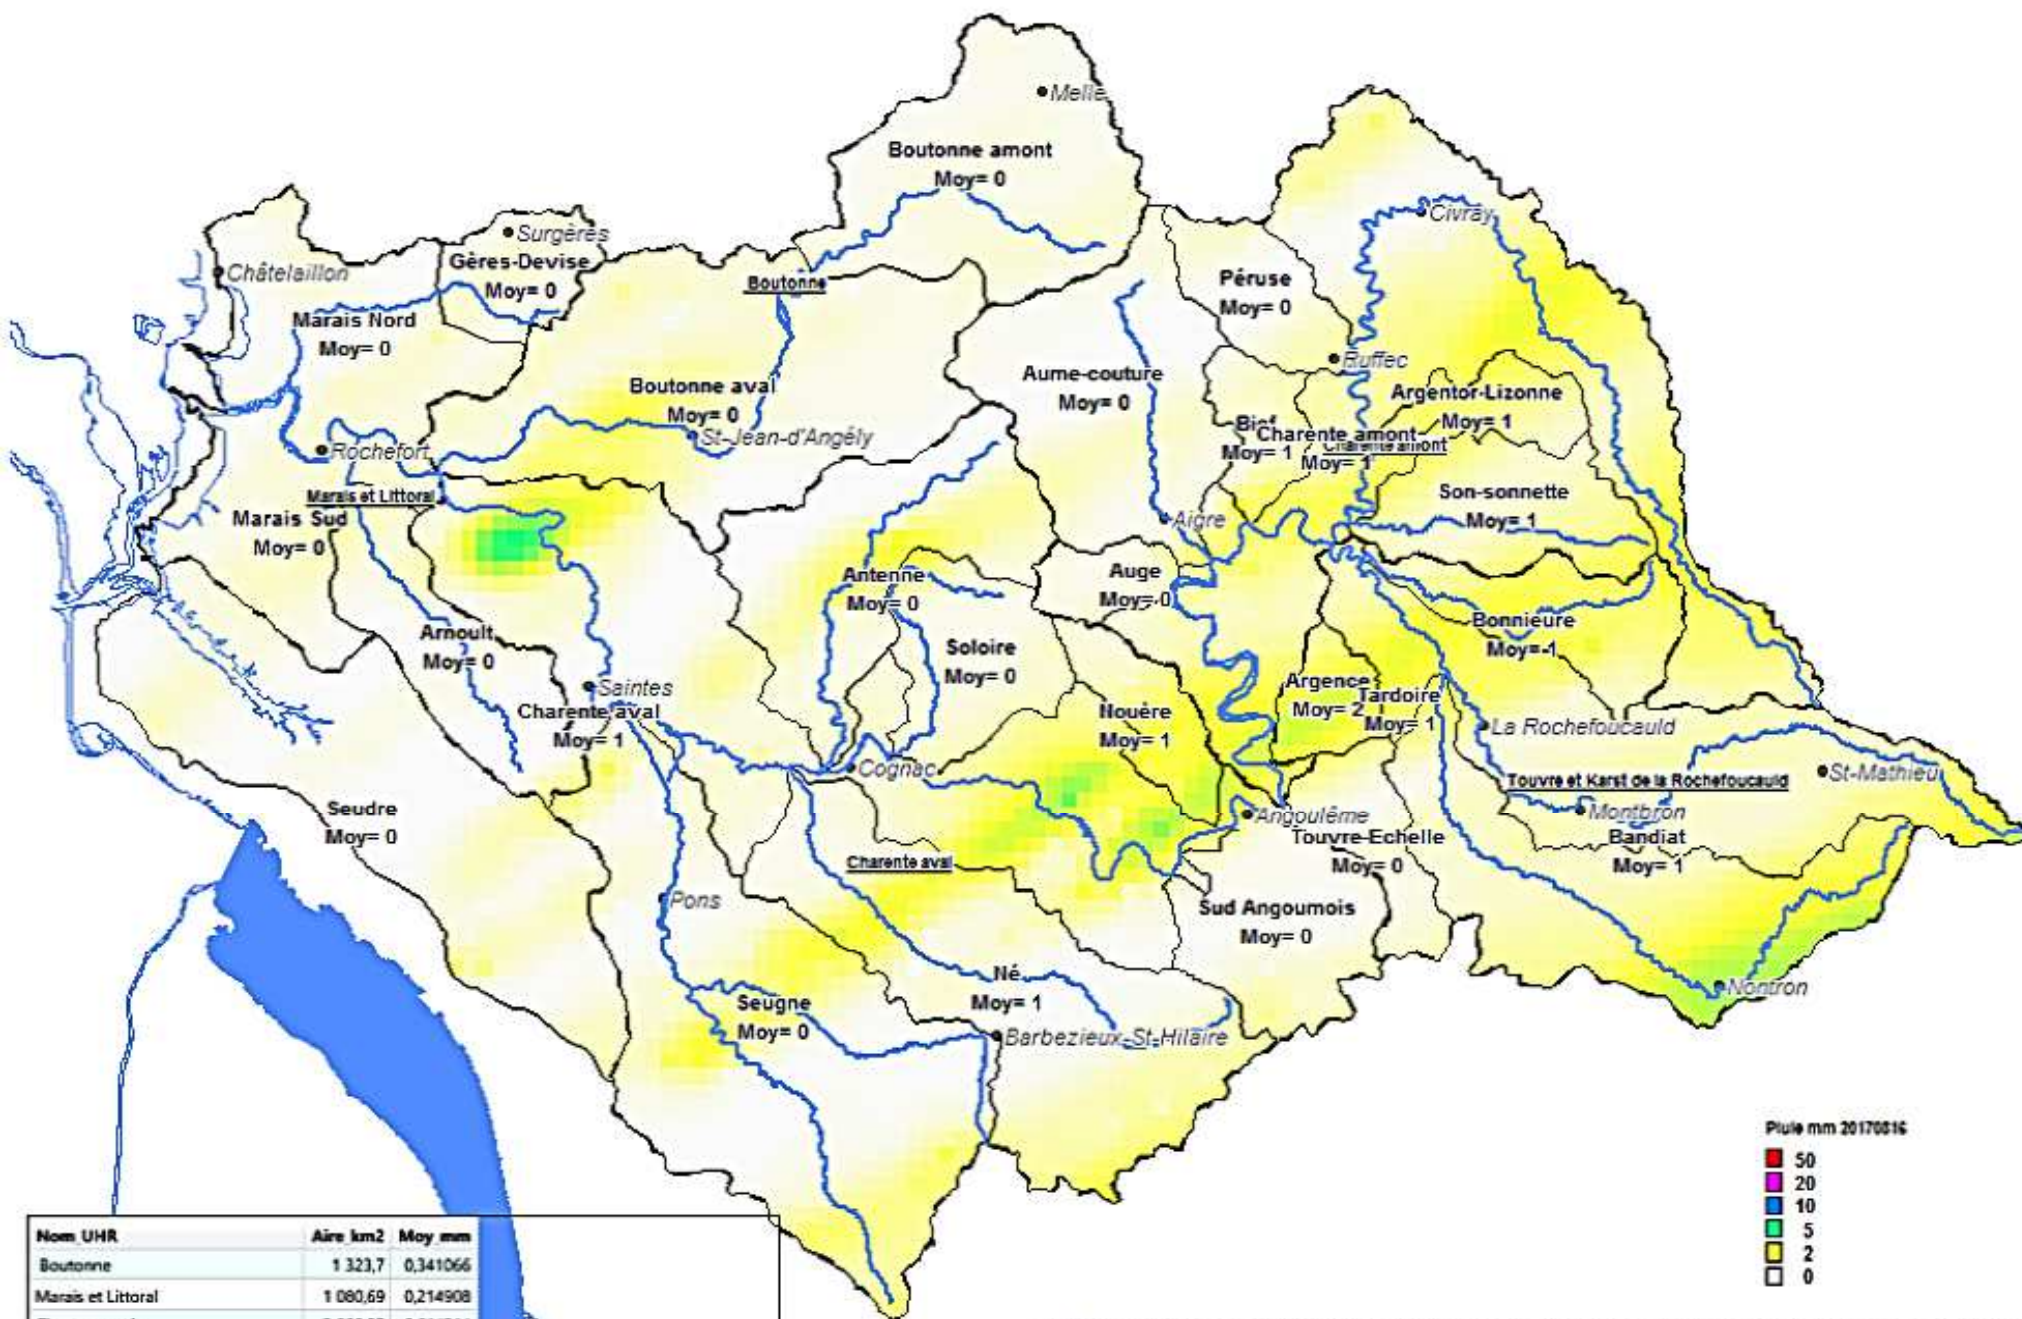 Melle
Boutonne amont
Moy= 0
Civray
Surgères
Gères-Devise
Moy= 0
Châtelaillon
Boutonne
Péruse
Moy= 0
Marais Nord
Moy= 0
Ruffec
Aume-couture
Moy= 0
Boutonne aval
Moy= 0
Argentor-Lizonne
Moy= 1
St-Jean-d'Angély
Rochefort
Moy= 1
Charente amont
Charente amont
Moy= 1
Son-sonnette
Moy= 1
Marais et Littoral
Marais Sud
Moy= 0
Aigre
Antenne
Moy= 0
Auge
Moy= 0
Bonnieure
Moy= 1
Arnoult
Moy= 0
Soloire
Moy= 0
Saintes
Charente aval
Moy= 1
Nouère
Moy= 1
Argence
Moy= 2
Tardoire
Moy= 1
La Rochefoucauld
Cognac
Touvre et Karst de la Rochefoucauld
St-Mathieu
Montbron
Seudre
Moy= 0
Angoulême
Touvre-Echelle
Moy= 0
Bandiat
Moy= 1
Charente aval
Pons
Sud Angoumois
Moy= 0
Né
Moy= 1
Seugne
Moy= 0
Nontron
Barbezieux-St-Hilaire
Pluie mm 20170816
50
20
10
5
2
0
Nom_UHR Aire_km2 Moy_mm
Boutonne 1 323,7 0,341066
Marais et Littoral 1 080,69 0,214908